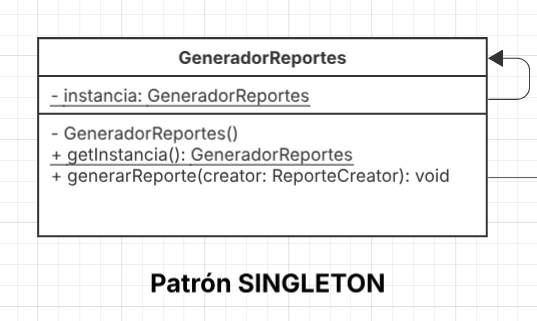 GeneradorReportes
- instancia: GeneradorReportes
- GeneradorReportes()
+ getInstancia(): GeneradorReportes
+ generarReporte(creator: ReporteCreator): void
Patrón SINGLETON